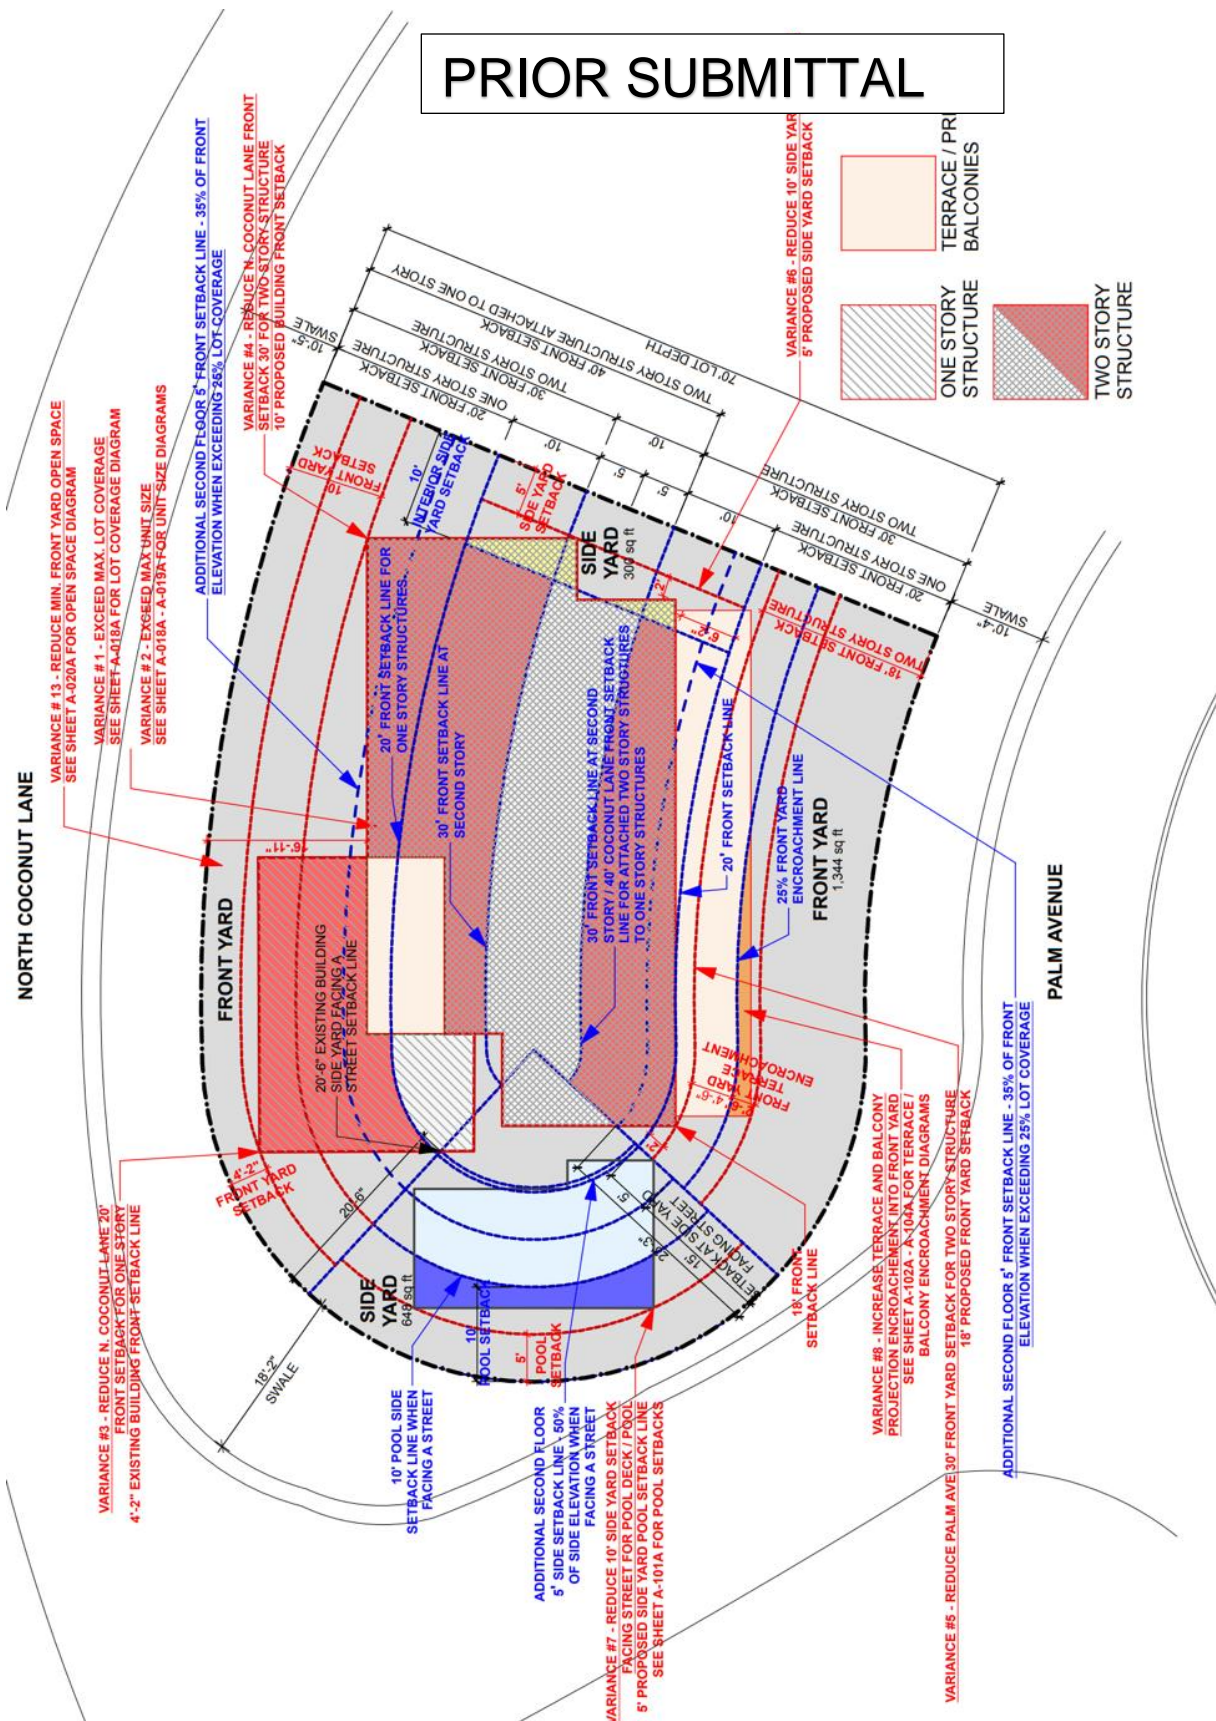 PRIOR SUBMITTAL
NORTH COCONUT LANE
VARIANCE # 13 - REDUCE MIN. FRONT YARD OPEN SPACE
SEE SHEET A-020A FOR OPEN SPACE DIAGRAM
VARIANCE # 1 - EXCEED MAX. LOT COVERAGE
SEE SHEET A-018A FOR LOT COVERAGE DIAGRAM
VARIANCE # 2 - EXCEED MAX UNIT SIZE
SEE SHEET A-018A - A-019A FOR UNIT SIZE DIAGRAMS
ADDITIONAL SECOND FLOOR 5' FRONT SETBACK LINE - 35% OF FRONT
ELEVATION WHEN EXCEEDING 25% LOT COVERAGE
VARIANCE #4 - REDUCE N. COCONUT LANE FRONT
SETBACK 30' FOR TWO STORY STRUCTURE
10' PROPOSED BUILDING FRONT SETBACK
10'-5"
SWALE
20' FRONT SETBACK
ONE STORY STRUCTURE
30' FRONT SETBACK
TWO STORY STRUCTURE
40' FRONT SETBACK
TWO STORY STRUCTURE ATTACHED TO ONE STORY
70' LOT DEPTH
10'
10'
5'
5'
10'
30' FRONT SETBACK
TWO STORY STRUCTURE
20' FRONT SETBACK
ONE STORY STRUCTURE
10'-4"
SWALE
VARIANCE #6 - REDUCE 10' SIDE YAR
5' PROPOSED SIDE YARD SETBACK
TERRACE / PR
BALCONIES
ONE STORY
STRUCTURE
TWO STORY
STRUCTURE
10'
FRONT YARD
SETBACK
10'
INTERIOR SIDE
YARD SETBACK
5'
SIDE YARD
SETBACK
SIDE
YARD
300 sq ft
2'
6'-2"
18' FRONT SETBACK
TWO STORY STRUCTURE
20' FRONT SETBACK LINE FOR
ONE STORY STRUCTURES
30' FRONT SETBACK LINE AT
SECOND STORY
30' FRONT SETBACK LINE AT SECOND
STORY / 40' COCONUT LANE FRONT SETBACK
LINE FOR ATTACHED TWO STORY STRUCTURES
TO ONE STORY STRUCTURES
20' FRONT SETBACK LINE
25% FRONT YARD
ENCROACHMENT LINE
FRONT YARD
1,344 sq ft
PALM AVENUE
16'-11"
FRONT YARD
20'-6" EXISTING BUILDING
SIDE YARD FACING A
STREET SETBACK LINE
FRONT YARD
TERRACE
ENCROACHMENT
4'-6"
4'-2"
FRONT YARD
SETBACK
20'-6"
2'
5'
23'-3"
15'
SETBACK AT SIDE YARD
FACING STREET
SIDE
YARD
648 sq ft
18'-2"
SWALE
10'
POOL SETBACK
5'
POOL
SETBACK
18' FRONT
SETBACK LINE
VARIANCE #3 - REDUCE N. COCONUT LANE 20'
FRONT SETBACK FOR ONE STORY
4'-2" EXISTING BUILDING FRONT SETBACK LINE
10' POOL SIDE
SETBACK LINE WHEN
FACING A STREET
ADDITIONAL SECOND FLOOR
5' SIDE SETBACK LINE - 50%
OF SIDE ELEVATION WHEN
FACING A STREET
VARIANCE #7 - REDUCE 10' SIDE YARD SETBACK
FACING STREET FOR POOL DECK / POOL
5' PROPOSED SIDE YARD POOL SETBACK LINE
SEE SHEET A-101A FOR POOL SETBACKS
VARIANCE #8 - INCREASE TERRACE AND BALCONY
PROJECTION ENCROACHMENT INTO FRONT YARD
SEE SHEET A-102A - A-104A FOR TERRACE /
BALCONY ENCROACHMENT DIAGRAMS
VARIANCE #5 - REDUCE PALM AVE 30' FRONT YARD SETBACK FOR TWO STORY STRUCTURE
18' PROPOSED FRONT YARD SETBACK
ADDITIONAL SECOND FLOOR 5' FRONT SETBACK LINE - 35% OF FRONT
ELEVATION WHEN EXCEEDING 25% LOT COVERAGE